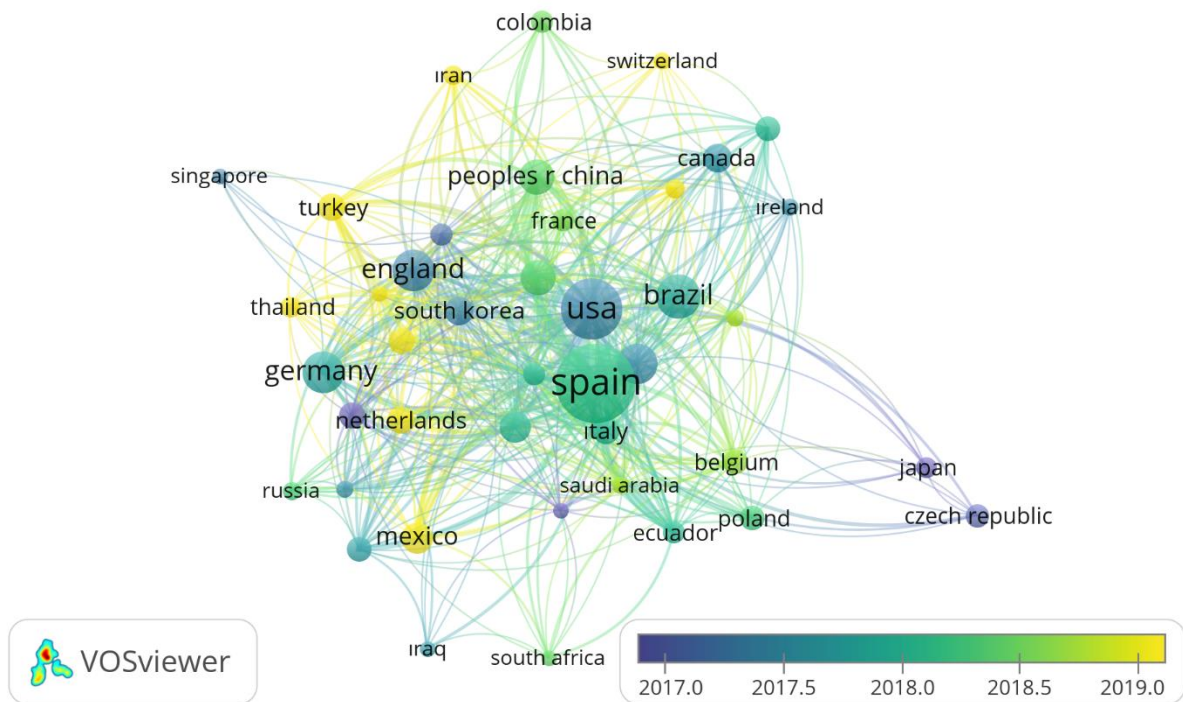 colombia
ıran
switzerland
singapore
peoples r china
canada
turkey
france
ıreland
england
thailand
south korea
usa
brazil
germany
spain
netherlands
ıtaly
belgium
japan
russia
saudi arabia
czech republic
mexico
ecuador
poland
ıraq
south africa
VOSviewer
2017.0 2017.5 2018.0 2018.5 2019.0